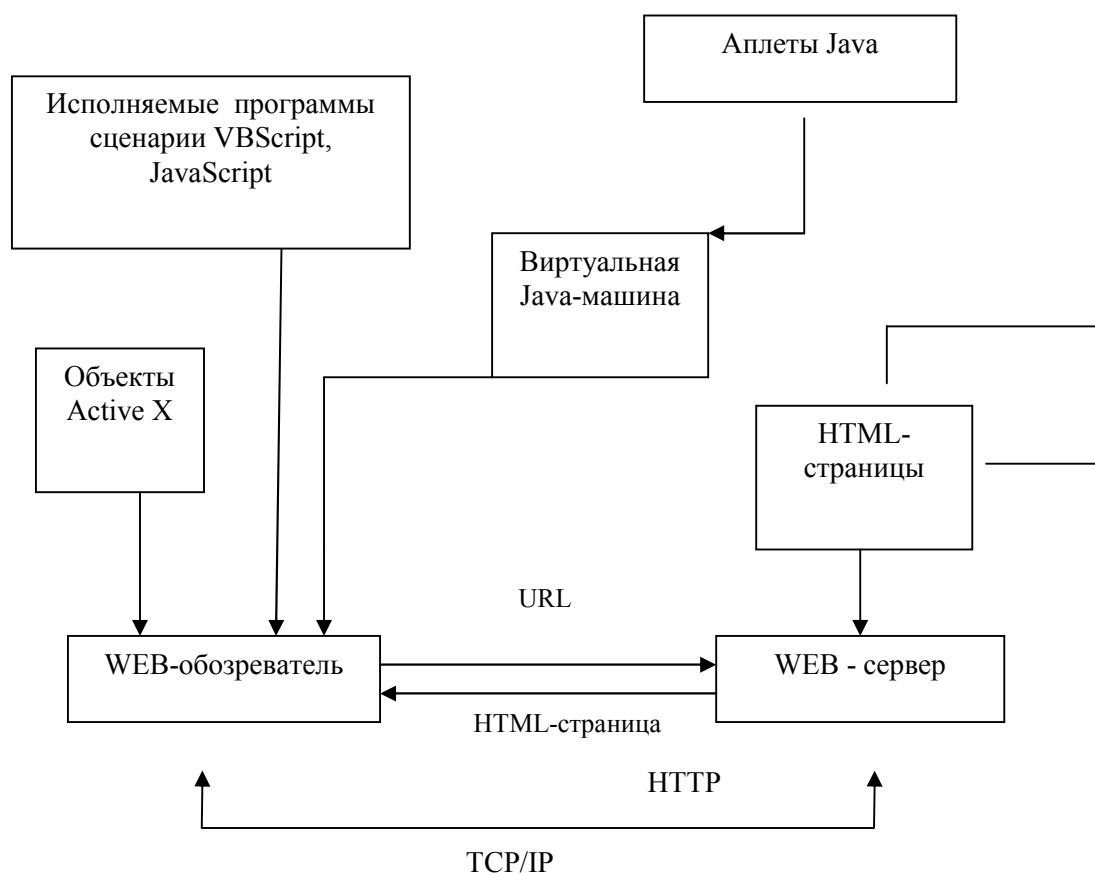 Аплеты Java
Исполняемые программы
сценарии VBScript,
JavaScript
Виртуальная
Java-машина
Объекты
Active X
HTML-
страницы
URL
WEB-обозреватель
WEB - сервер
HTML-страница
HTTP
TCP/IP